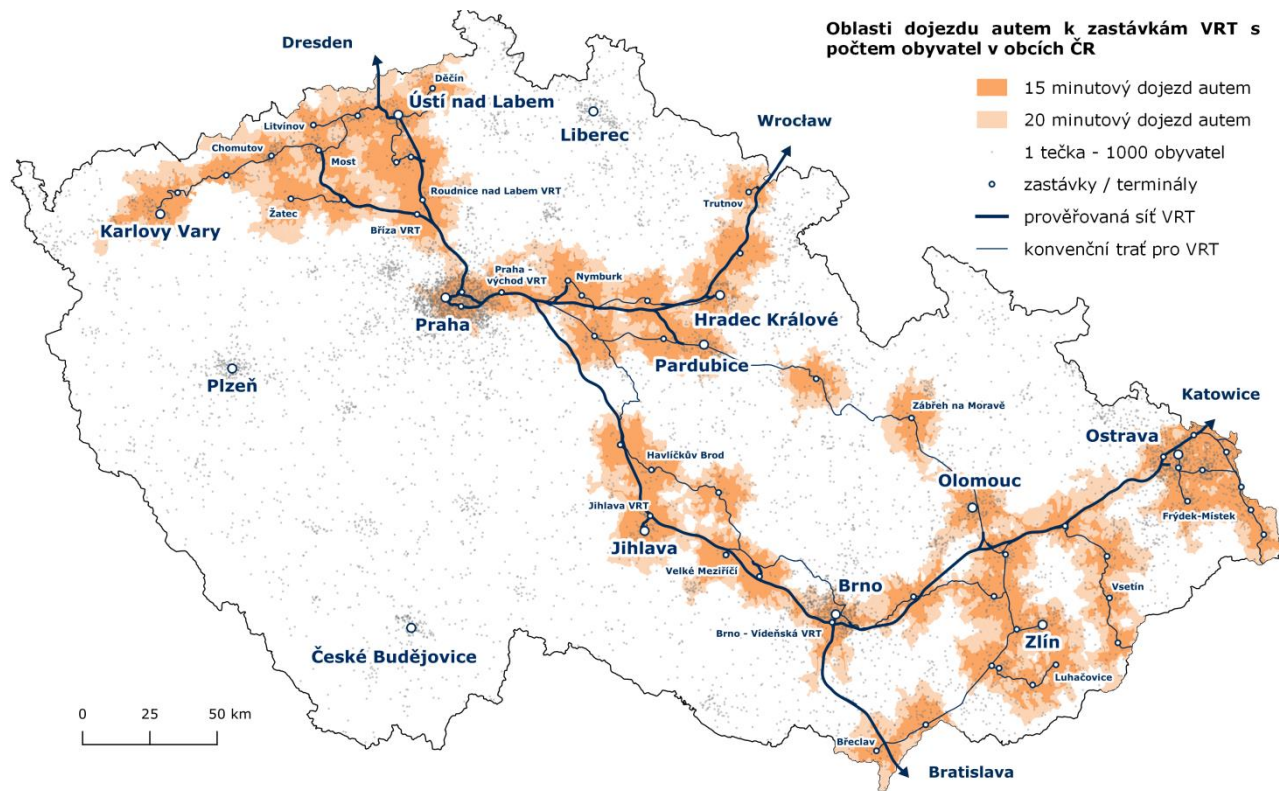 Oblasti dojezdu autem k zastávkám VRT s
počtem obyvatel v obcích ČR
15 minutový dojezd autem
20 minutový dojezd autem
1 tečka - 1000 obyvatel
zastávky / terminály
prověřovaná síť VRT
konvenční trať pro VRT
Dresden
Děčín
Ústí nad Labem
Litvínov
Liberec
Wrocław
Chomutov
Most
Roudnice nad Labem VRT
Trutnov
Žatec
Karlovy Vary
Bříza VRT
Praha -
východ VRT
Nymburk
Praha
Hradec Králové
Pardubice
Plzeň
Katowice
Zábřeh na Moravě
Ostrava
Havlíčkův Brod
Olomouc
Jihlava VRT
Frýdek-Místek
Jihlava
Velké Meziříčí
Brno
Vsetín
Brno - Vídeňská VRT
Zlín
České Budějovice
Luhačovice
0 25 50 km
Břeclav
Bratislava